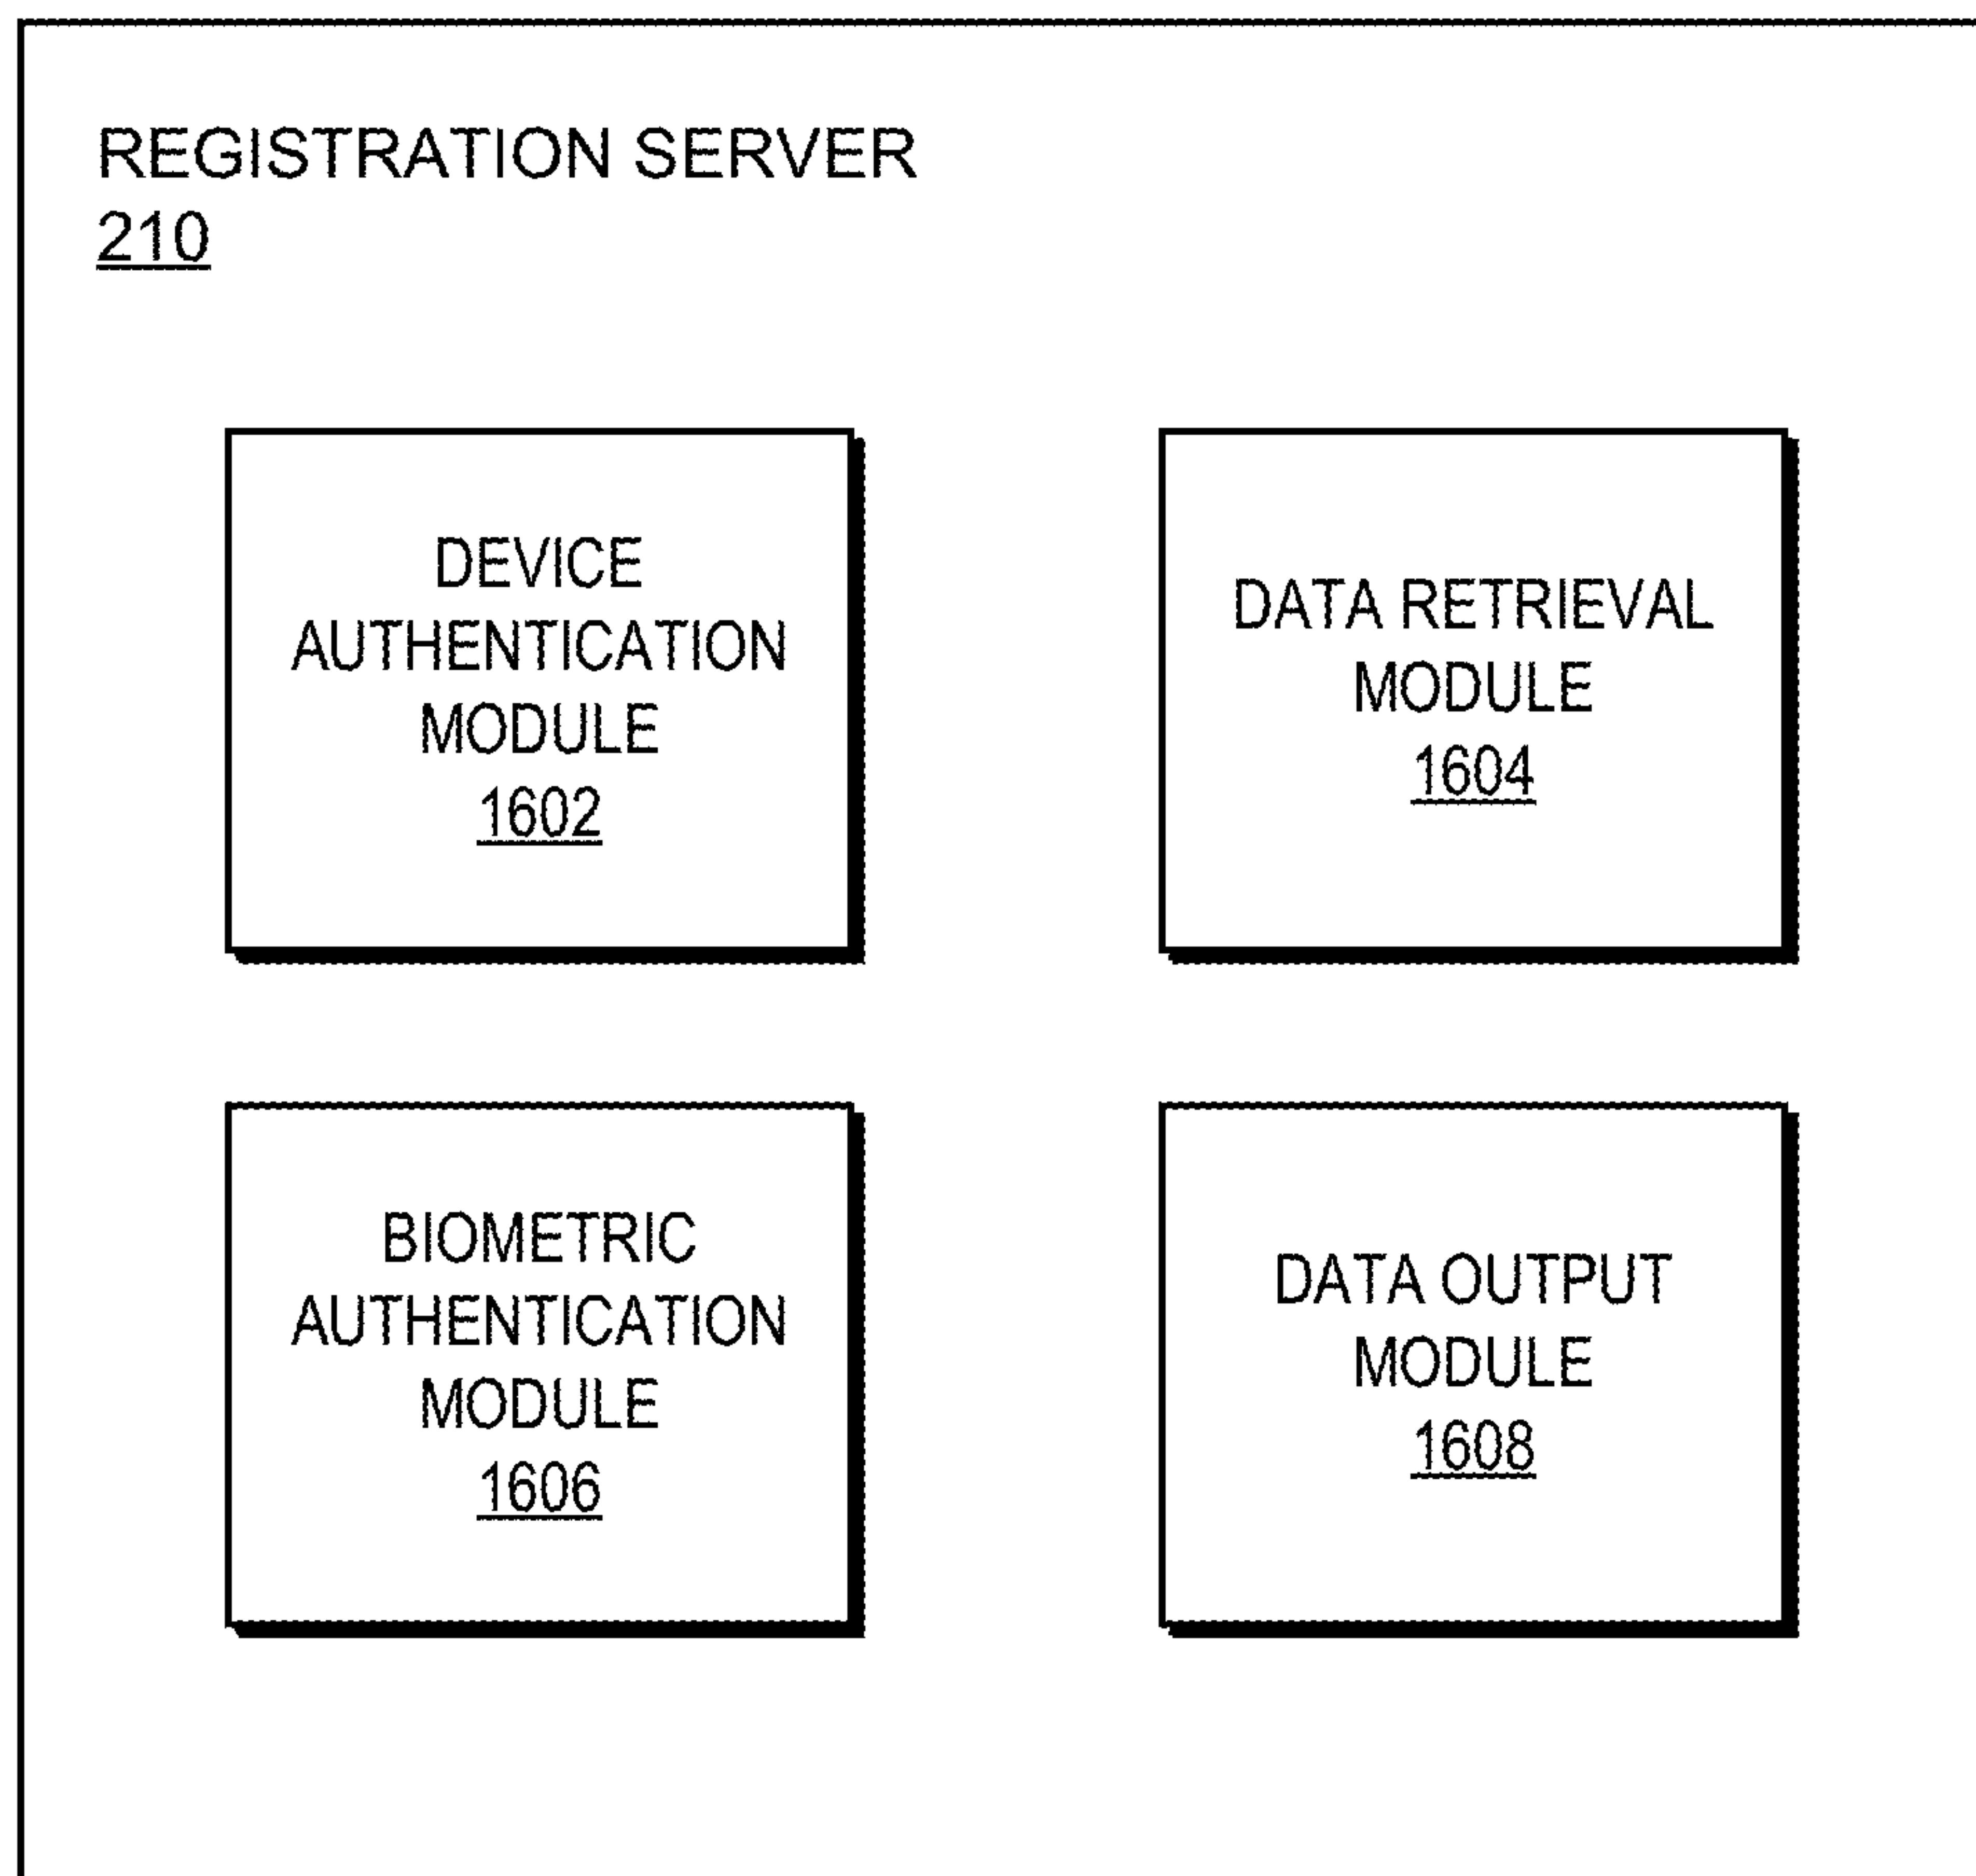 REGISTRATION SERVER
210
DEVICE
AUTHENTICATION
MODULE
1602
DATA RETRIEVAL
MODULE
1604
BIOMETRIC
AUTHENTICATION
MODULE
1606
DATA OUTPUT
MODULE
1608